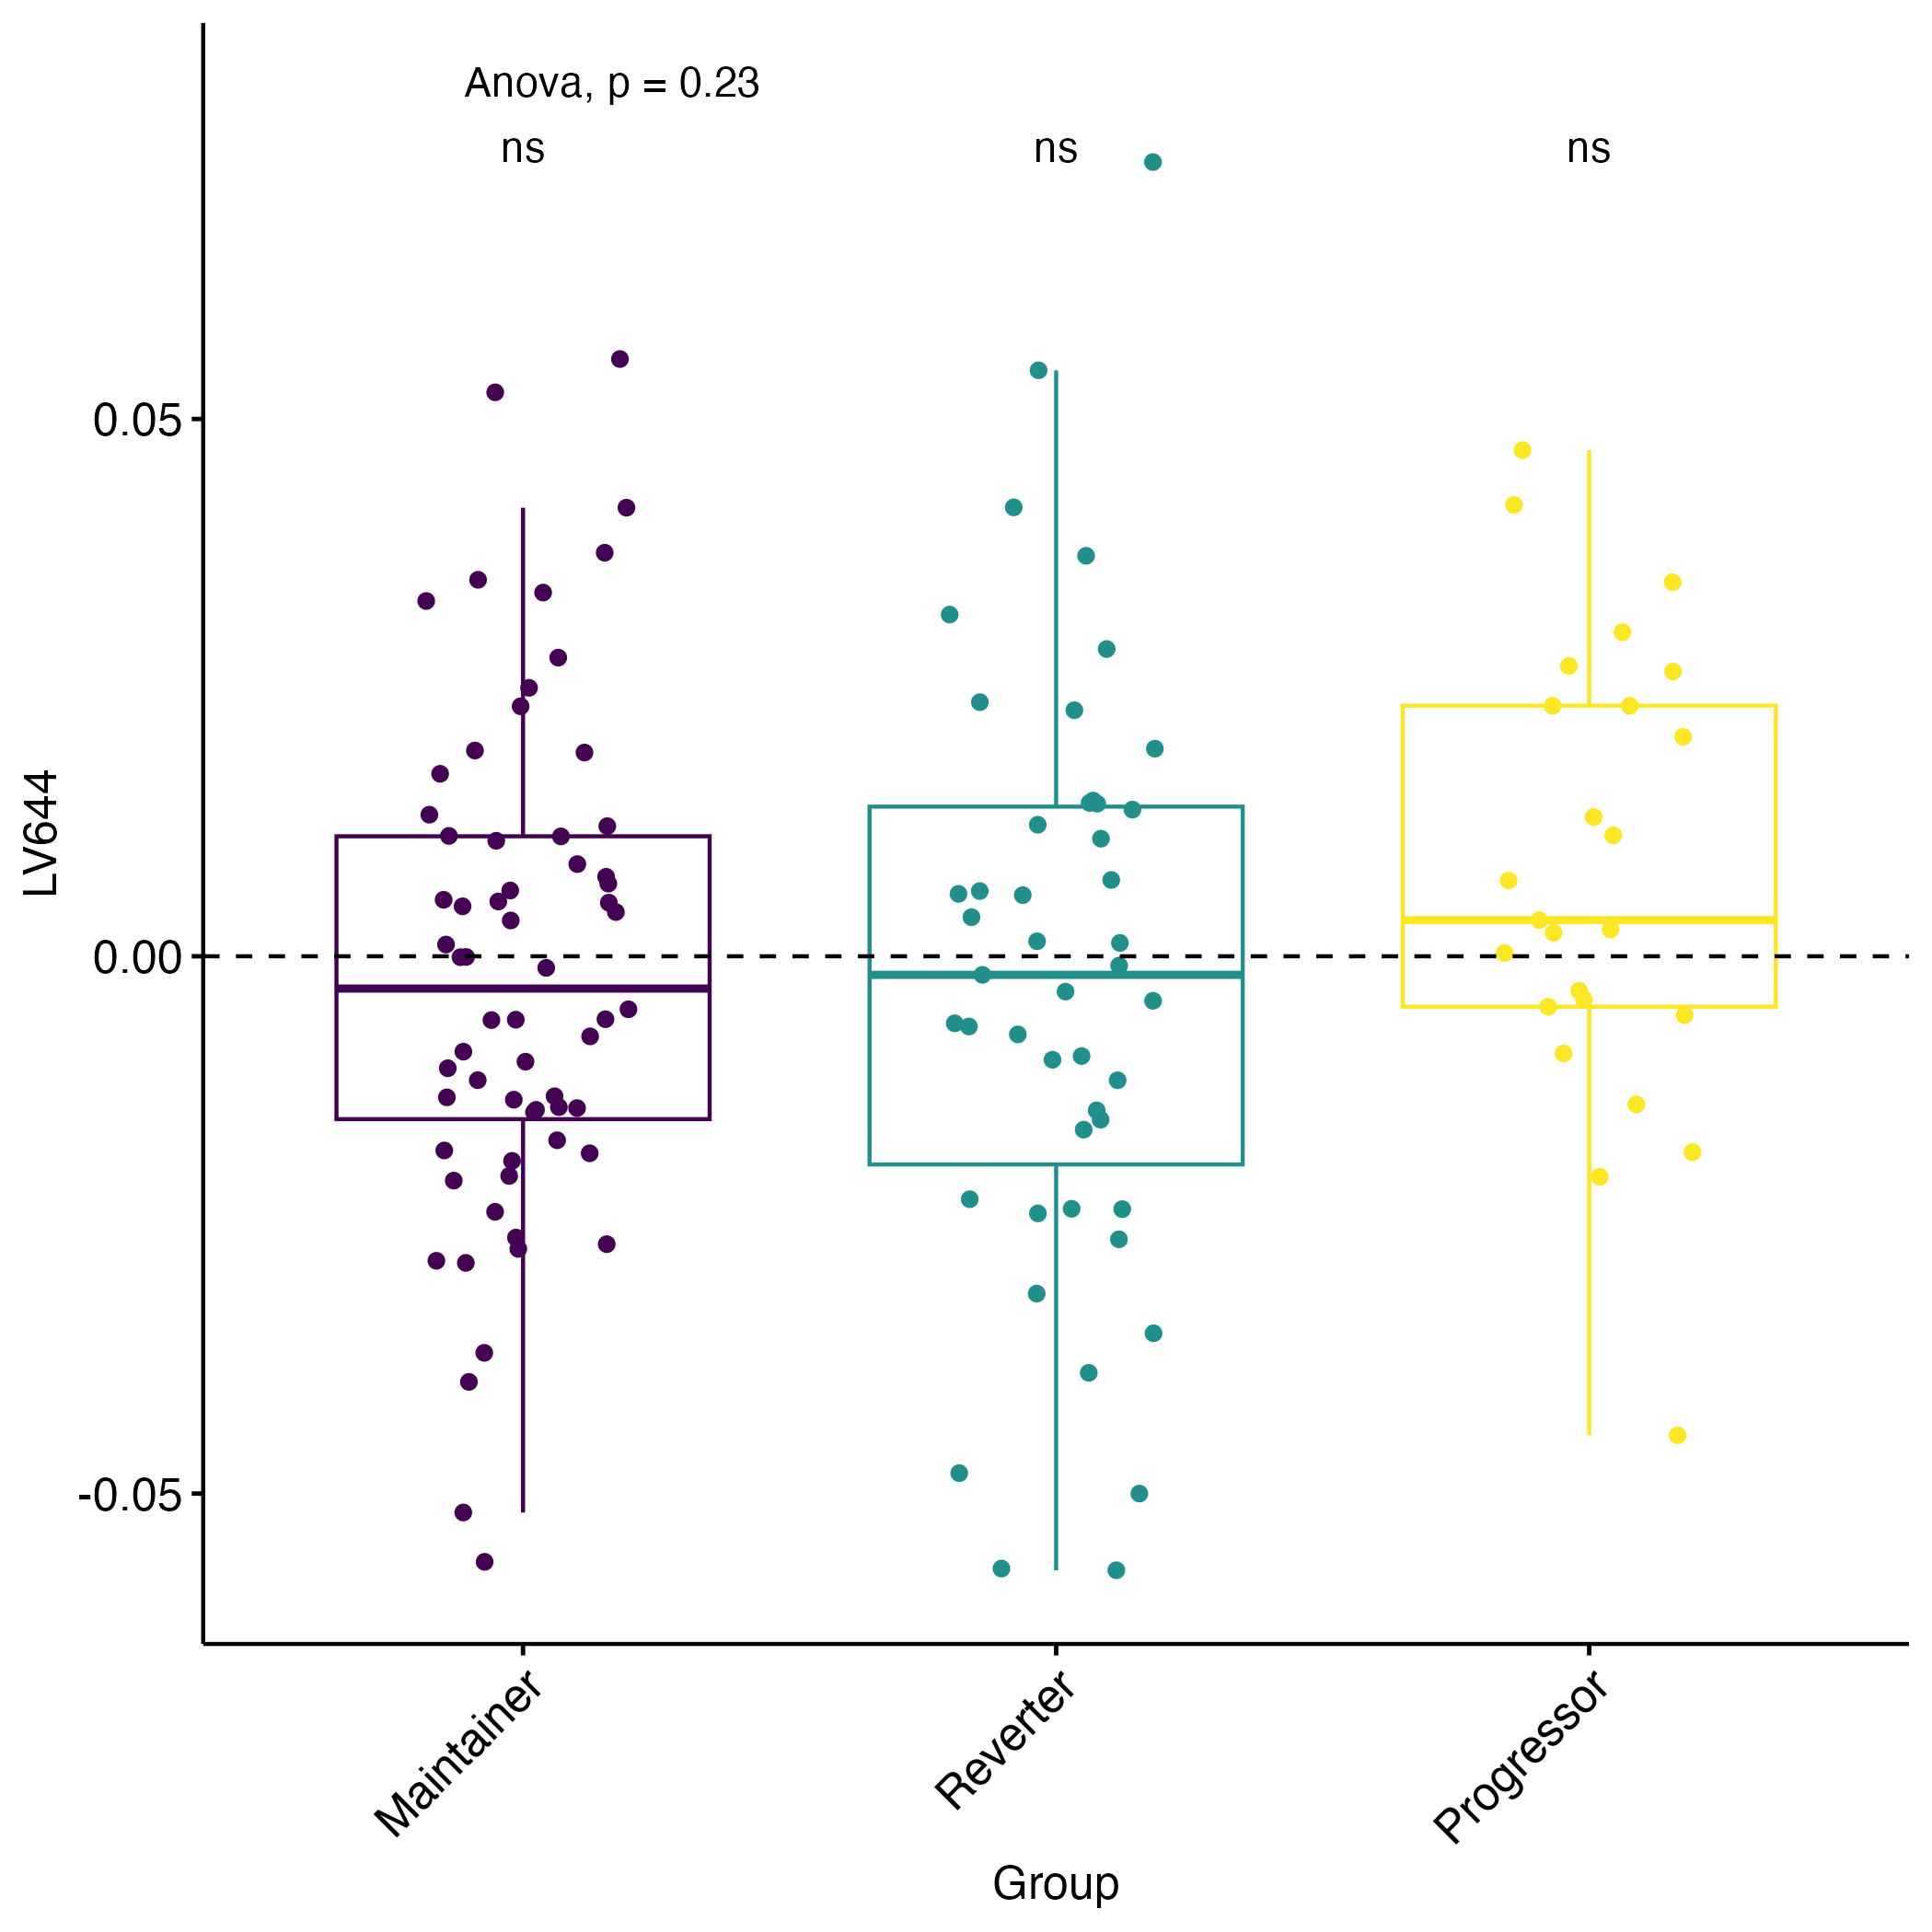 Anova, p = 0.23
ns ns ns
0.05
0.00
-0.05
LV644
Maintainer
Reverter
Progressor
Group